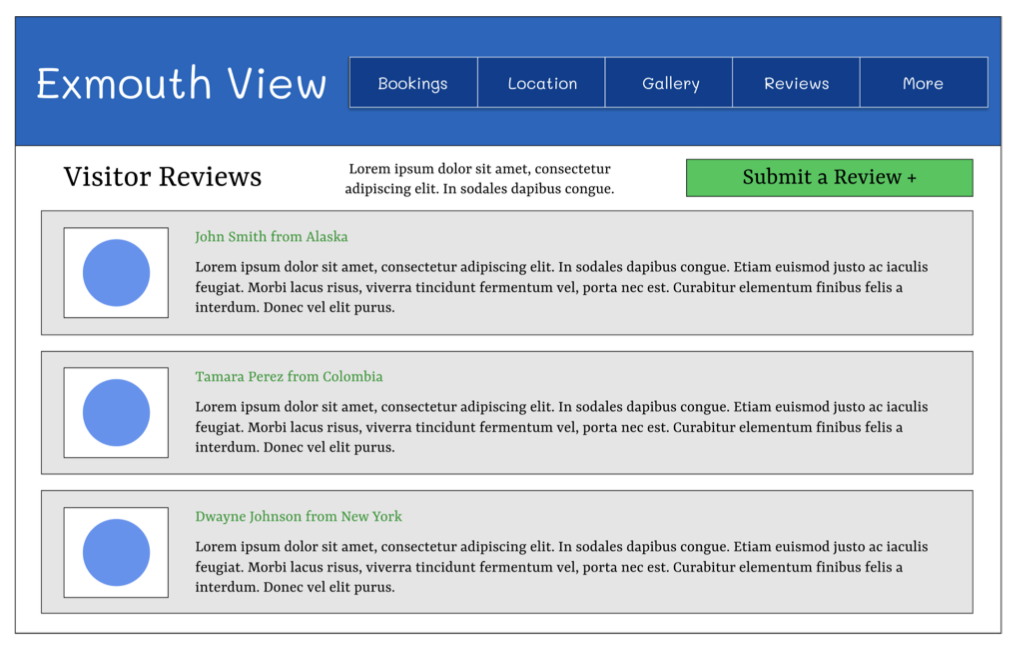 Exmouth View
Bookings
Location
Gallery
Reviews
More
Visitor Reviews
Lorem ipsum dolor sit amet, consectetur
adipiscing elit. In sodales dapibus congue.
Submit a Review +
John Smith from Alaska
Lorem ipsum dolor sit amet, consectetur adipiscing elit. In sodales dapibus congue. Etiam euismod justo ac iaculis
feugiat. Morbi lacus risus, viverra tincidunt fermentum vel, porta nec est. Curabitur elementum finibus felis a
interdum. Donec vel elit purus.
Tamara Perez from Colombia
Lorem ipsum dolor sit amet, consectetur adipiscing elit. In sodales dapibus congue. Etiam euismod justo ac iaculis
feugiat. Morbi lacus risus, viverra tincidunt fermentum vel, porta nec est. Curabitur elementum finibus felis a
interdum. Donec vel elit purus.
Dwayne Johnson from New York
Lorem ipsum dolor sit amet, consectetur adipiscing elit. In sodales dapibus congue. Etiam euismod justo ac iaculis
feugiat. Morbi lacus risus, viverra tincidunt fermentum vel, porta nec est. Curabitur elementum finibus felis a
interdum. Donec vel elit purus.